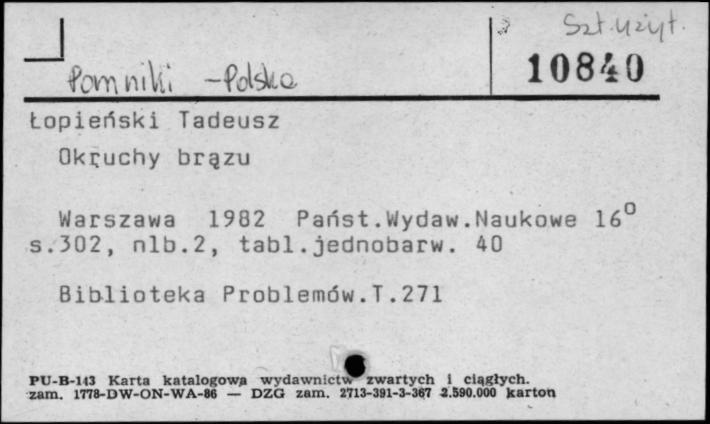 Szt.użyt.
Pomniki - Polska
10840
Łopieński Tadeusz
Okruchy brązu
Warszawa 1982 Państ.Wydaw.Naukowe 16º
s.302, nlb.2, tabl.jednobarw. 40
Biblioteka Problemów.T.271
PU-B-143 Karta katalogowa wydawnictw zwartych i ciągłych.
zam. 1778-DW-ON-WA-86 — DZG zam. 2713-391-3-367 2.590.000 karton